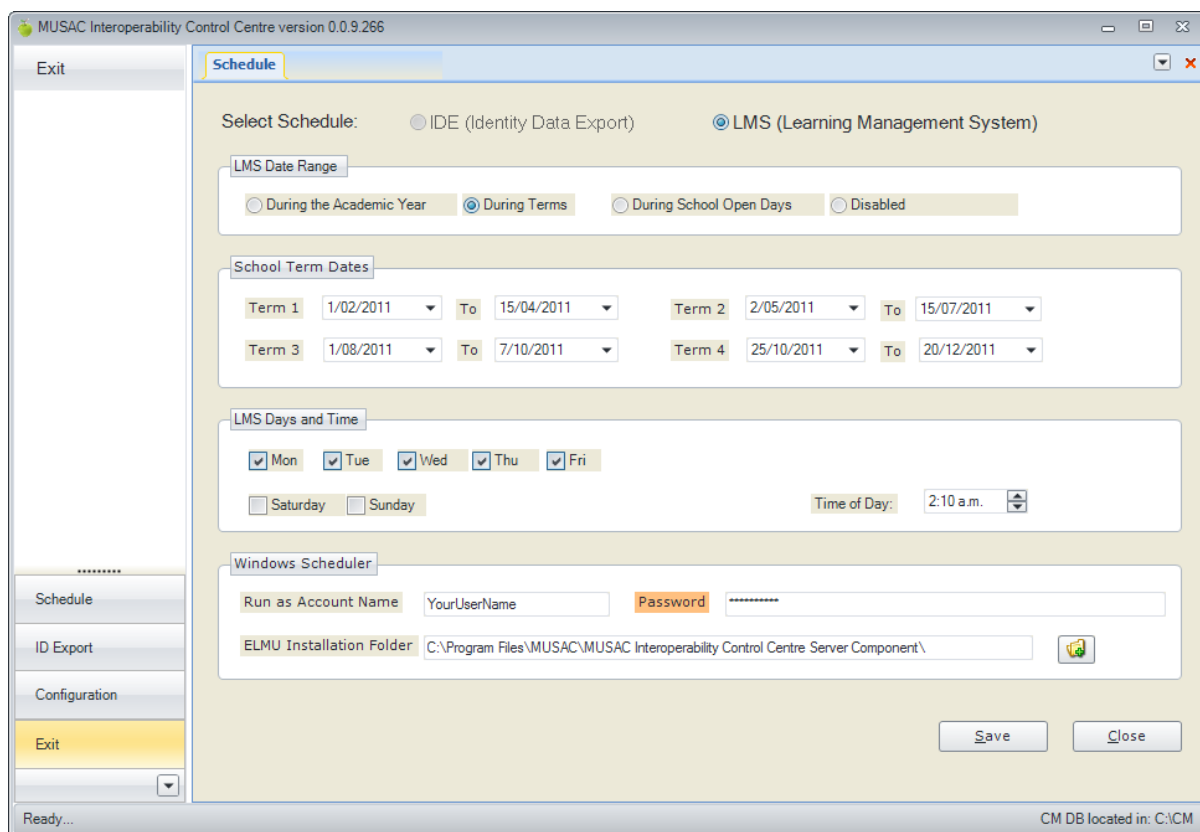 MUSAC Interoperability Control Centre version 0.0.9.266
Exit
Schedule
Select Schedule: IDE (Identity Data Export) LMS (Learning Management System)
LMS Date Range
During the Academic Year During Terms During School Open Days Disabled
School Term Dates
Term 1 1/02/2011 To 15/04/2011 Term 2 2/05/2011 To 15/07/2011
Term 3 1/08/2011 To 7/10/2011 Term 4 25/10/2011 To 20/12/2011
LMS Days and Time
Mon Tue Wed Thu Fri
Saturday Sunday Time of Day: 2:10 a.m.
Windows Scheduler
Run as Account Name YourUserName Password **********
ELMU Installation Folder C:\Program Files\MUSAC\MUSAC Interoperability Control Centre Server Component\
Save Close
Schedule
ID Export
Configuration
Exit
Ready... CM DB located in: C:\CM